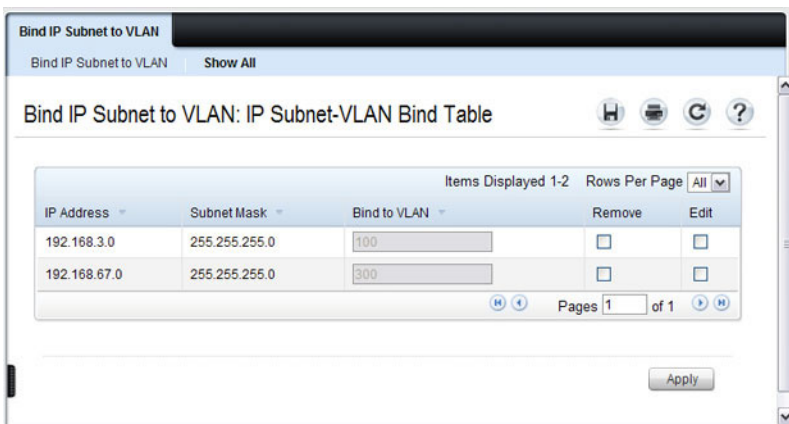 Bind IP Subnet to VLAN
Bind IP Subnet to VLAN Show All
Bind IP Subnet to VLAN: IP Subnet-VLAN Bind Table
Items Displayed 1-2 Rows Per Page All
IP Address Subnet Mask Bind to VLAN Remove Edit
192.168.3.0 255.255.255.0 100
192.168.67.0 255.255.255.0 300
Pages 1 of 1
Apply